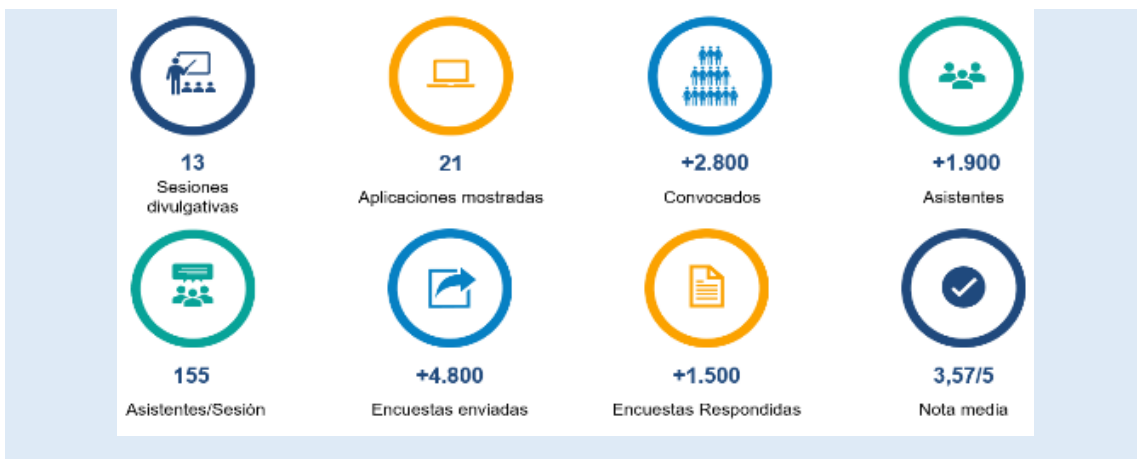 13
Sesiones
divulgativas
21
Aplicaciones mostradas
+2.800
Convocados
+1.900
Asistentes
155
Asistentes/Sesión
+4.800
Encuestas enviadas
+1.500
Encuestas Respondidas
3,57/5
Nota media